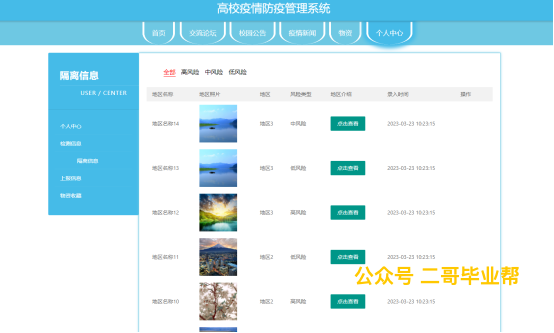 高校疫情防疫管理系统
首页 交流论坛 校园公告 疫情新闻 物资 个人中心
隔离信息
USER / CENTER
个人中心
检测信息
隔离信息
上报信息
物资收藏
全部 高风险 中风险 低风险
地区名称 地区照片 地区 风险类型 地区介绍 录入时间 操作
地区名称14 地区3 中风险 点击查看 2023-03-23 10:23:15
地区名称13 地区3 低风险 点击查看 2023-03-23 10:23:15
地区名称12 地区3 高风险 点击查看 2023-03-23 10:23:15
地区名称11 地区2 低风险 点击查看 2023-03-23 10:23:15
地区名称10 地区2 高风险 点击查看 2023-03-23 10:23:15
公众号 二哥毕业帮